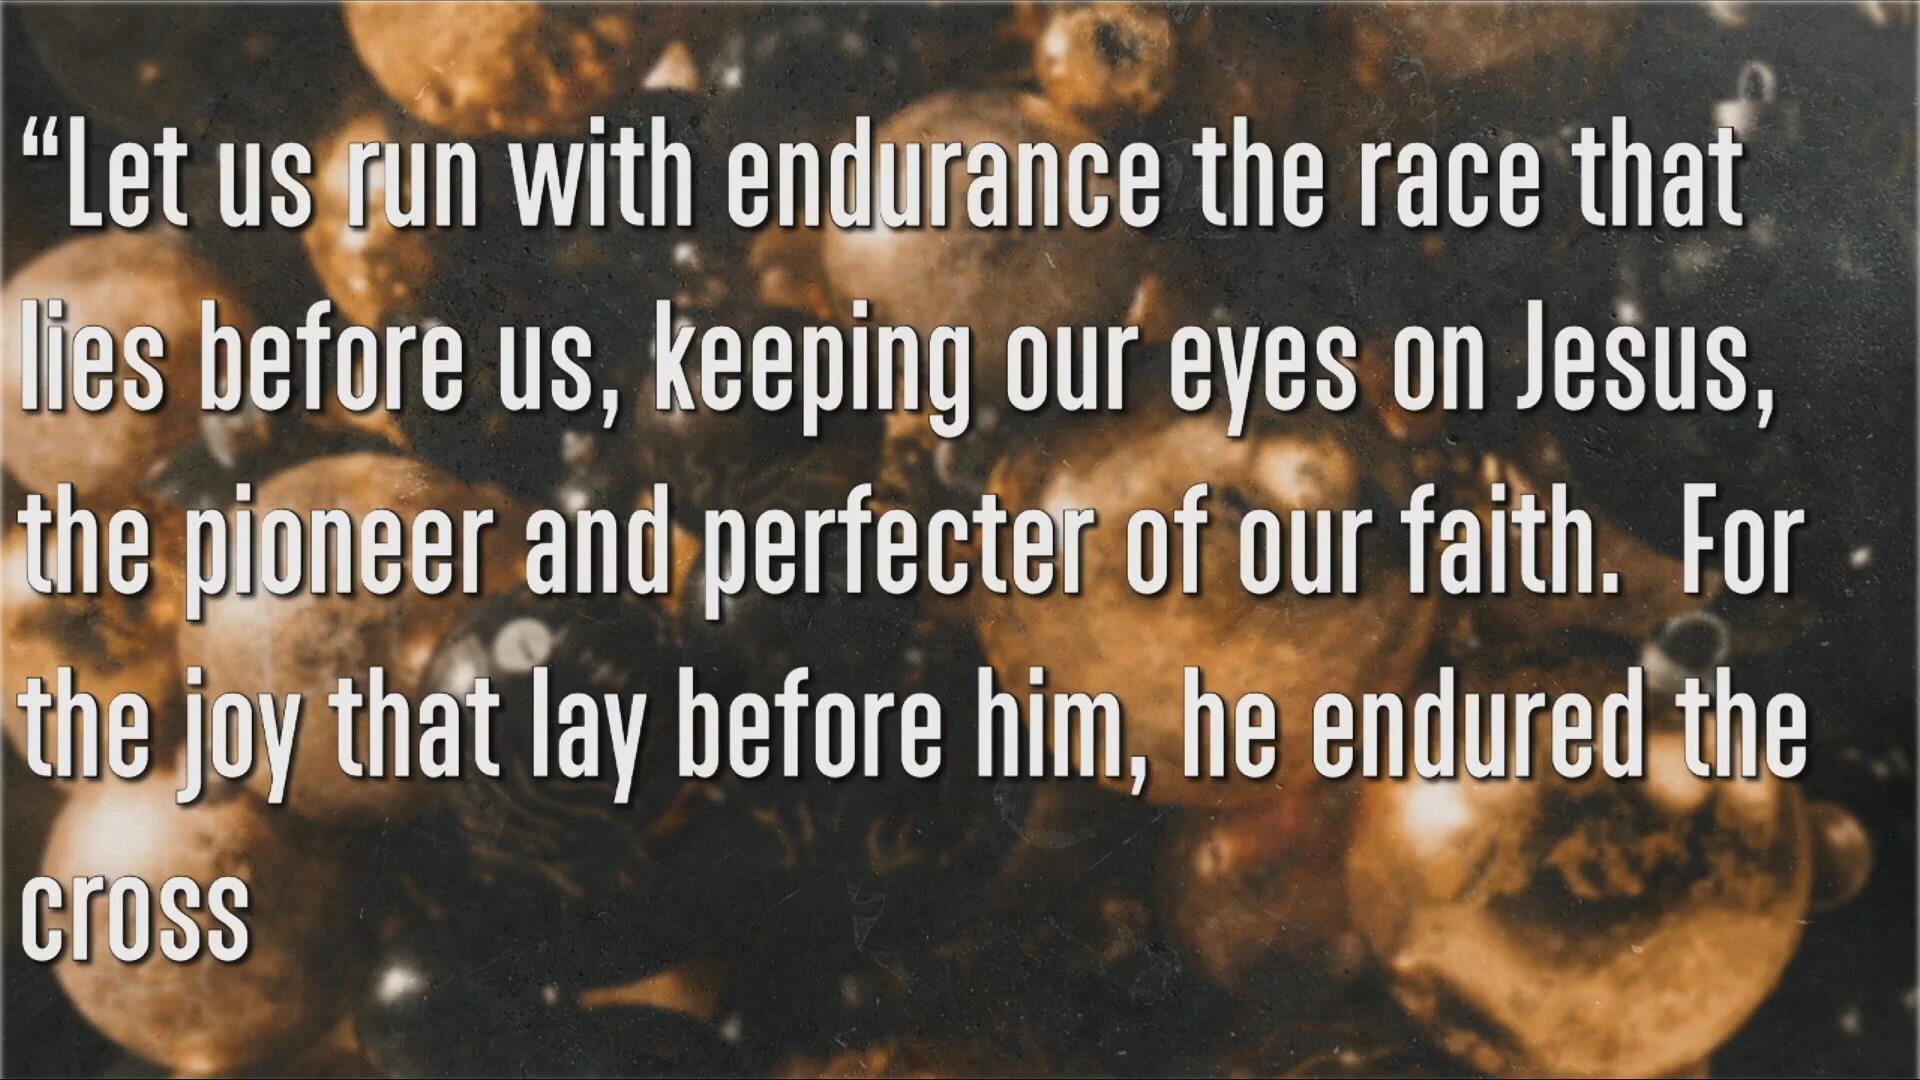 “Let us run with endurance the race that
lies before us, keeping our eyes on Jesus,
the pioneer and perfecter of our faith.  For
the joy that lay before him, he endured the
cross